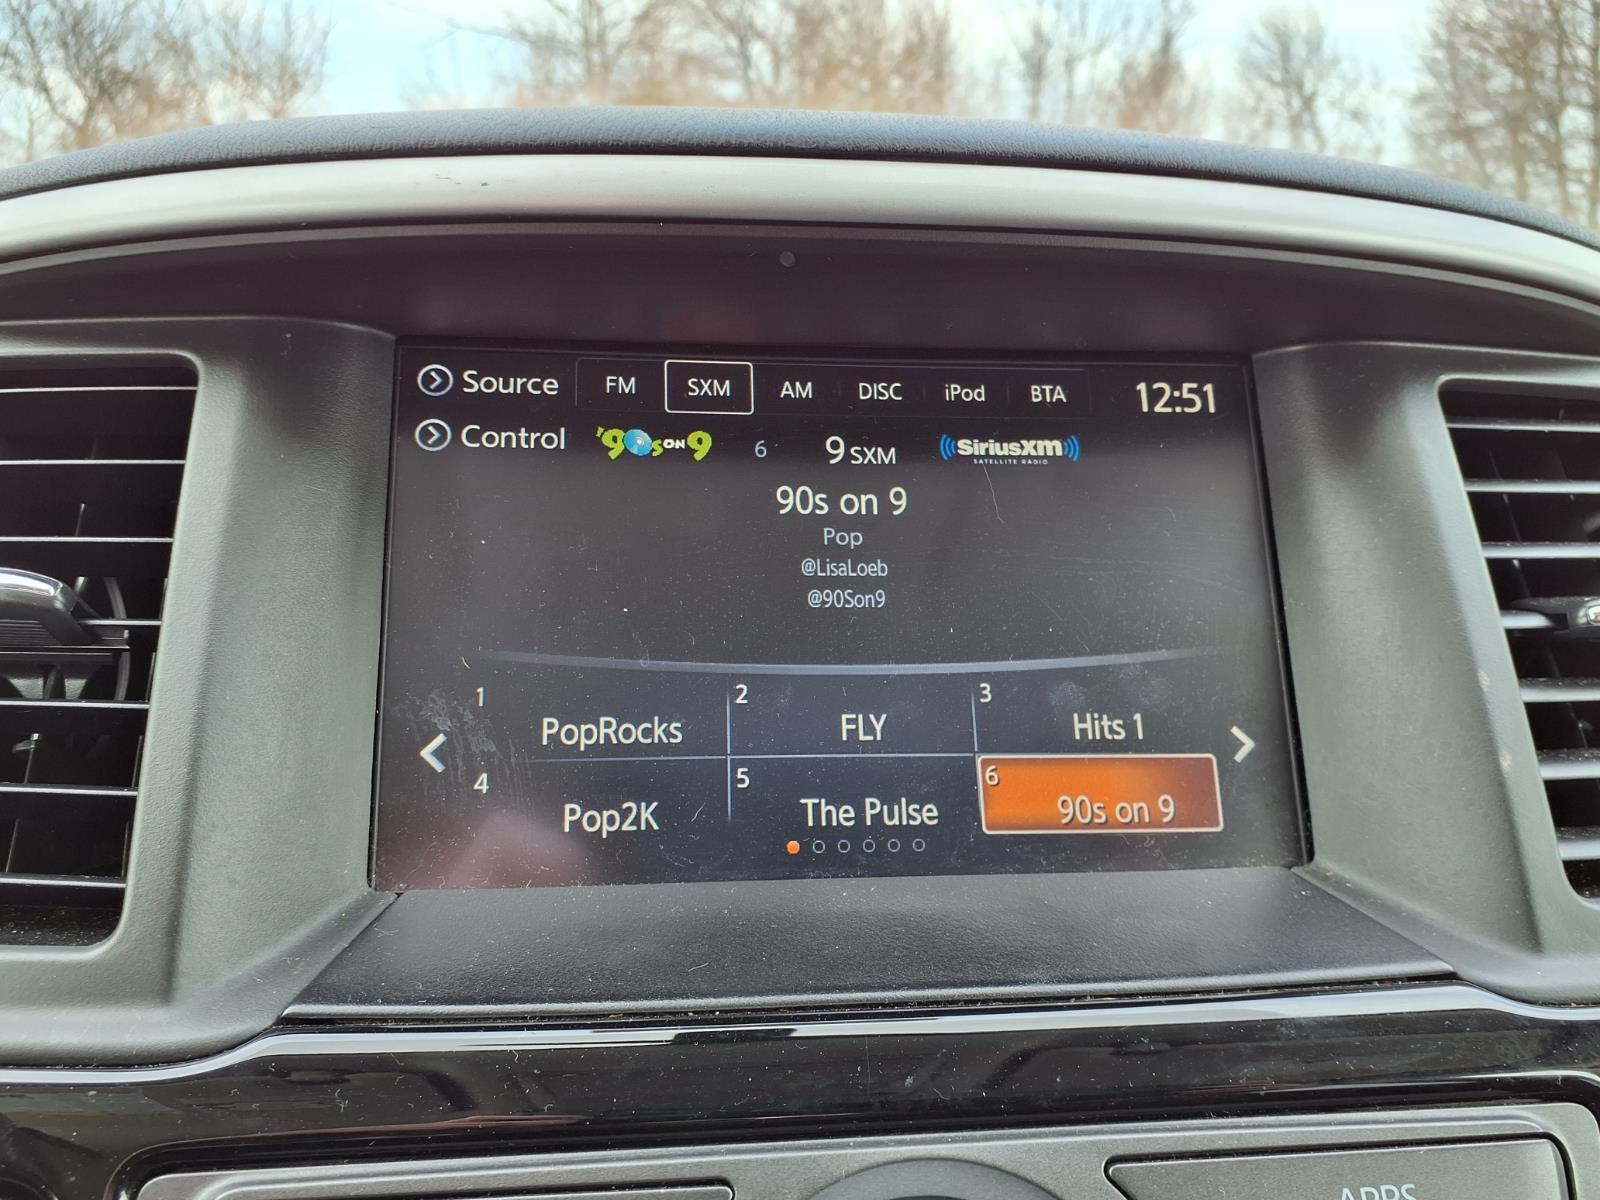 Source FM SXM AM DISC iPod BTA 12:51
Control '90s ON 9 6 9 SXM SiriusXM
SATELLITE RADIO
90s on 9
Pop
@LisaLoeb
@90Son9
1 PopRocks 2 FLY 3 Hits 1
4 Pop2K 5 The Pulse 6 90s on 9
APPS